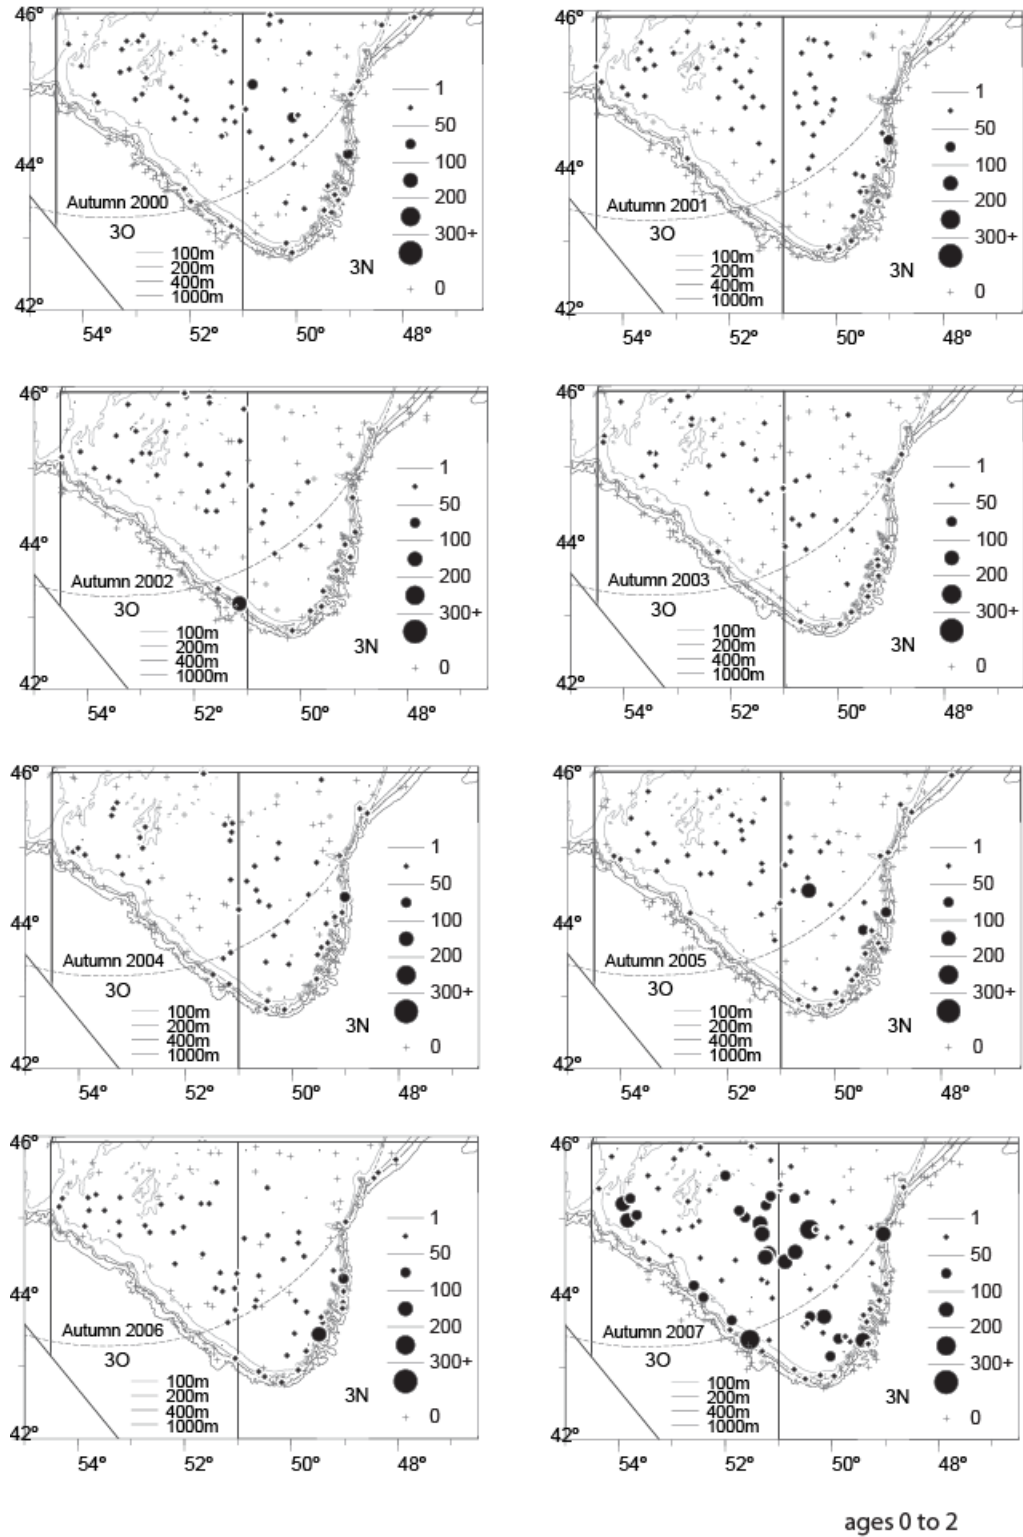 46°
44°
42°
54° 52° 50° 48°
Autumn 2000
3O
3N
100m
200m
400m
1000m
1
50
100
200
300+
0
46°
44°
42°
54° 52° 50° 48°
Autumn 2001
3O
3N
100m
200m
400m
1000m
1
50
100
200
300+
0
46°
44°
42°
54° 52° 50° 48°
Autumn 2002
3O
3N
100m
200m
400m
1000m
1
50
100
200
300+
0
46°
44°
42°
54° 52° 50° 48°
Autumn 2003
3O
3N
100m
200m
400m
1000m
1
50
100
200
300+
0
46°
44°
42°
54° 52° 50° 48°
Autumn 2004
3O
3N
100m
200m
400m
1000m
1
50
100
200
300+
0
46°
44°
42°
54° 52° 50° 48°
Autumn 2005
3O
3N
100m
200m
400m
1000m
1
50
100
200
300+
0
46°
44°
42°
54° 52° 50° 48°
Autumn 2006
3O
3N
100m
200m
400m
1000m
1
50
100
200
300+
0
46°
44°
42°
54° 52° 50° 48°
Autumn 2007
3O
3N
100m
200m
400m
1000m
1
50
100
200
300+
0
ages 0 to 2